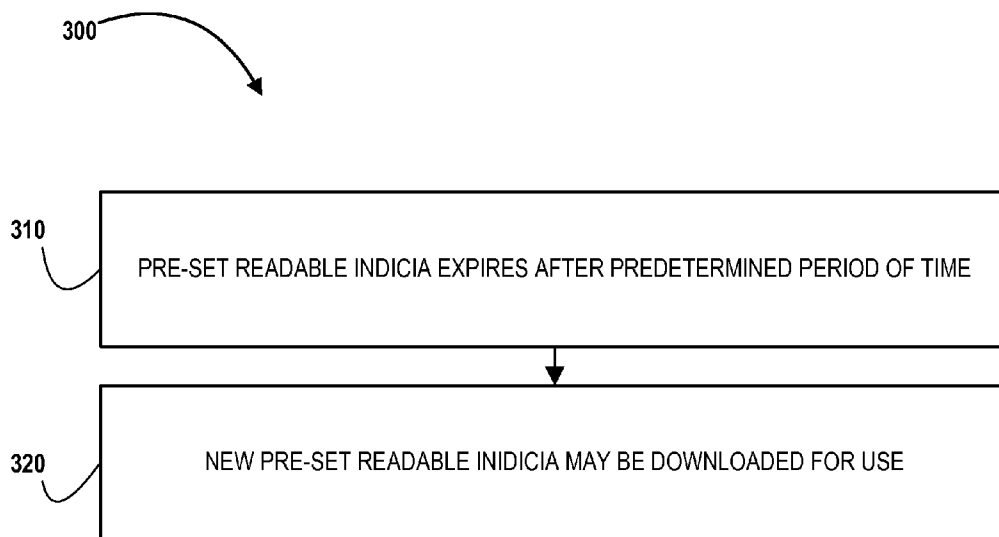 300
310
PRE-SET READABLE INDICIA EXPIRES AFTER PREDETERMINED PERIOD OF TIME
320
NEW PRE-SET READABLE INIDICIA MAY BE DOWNLOADED FOR USE